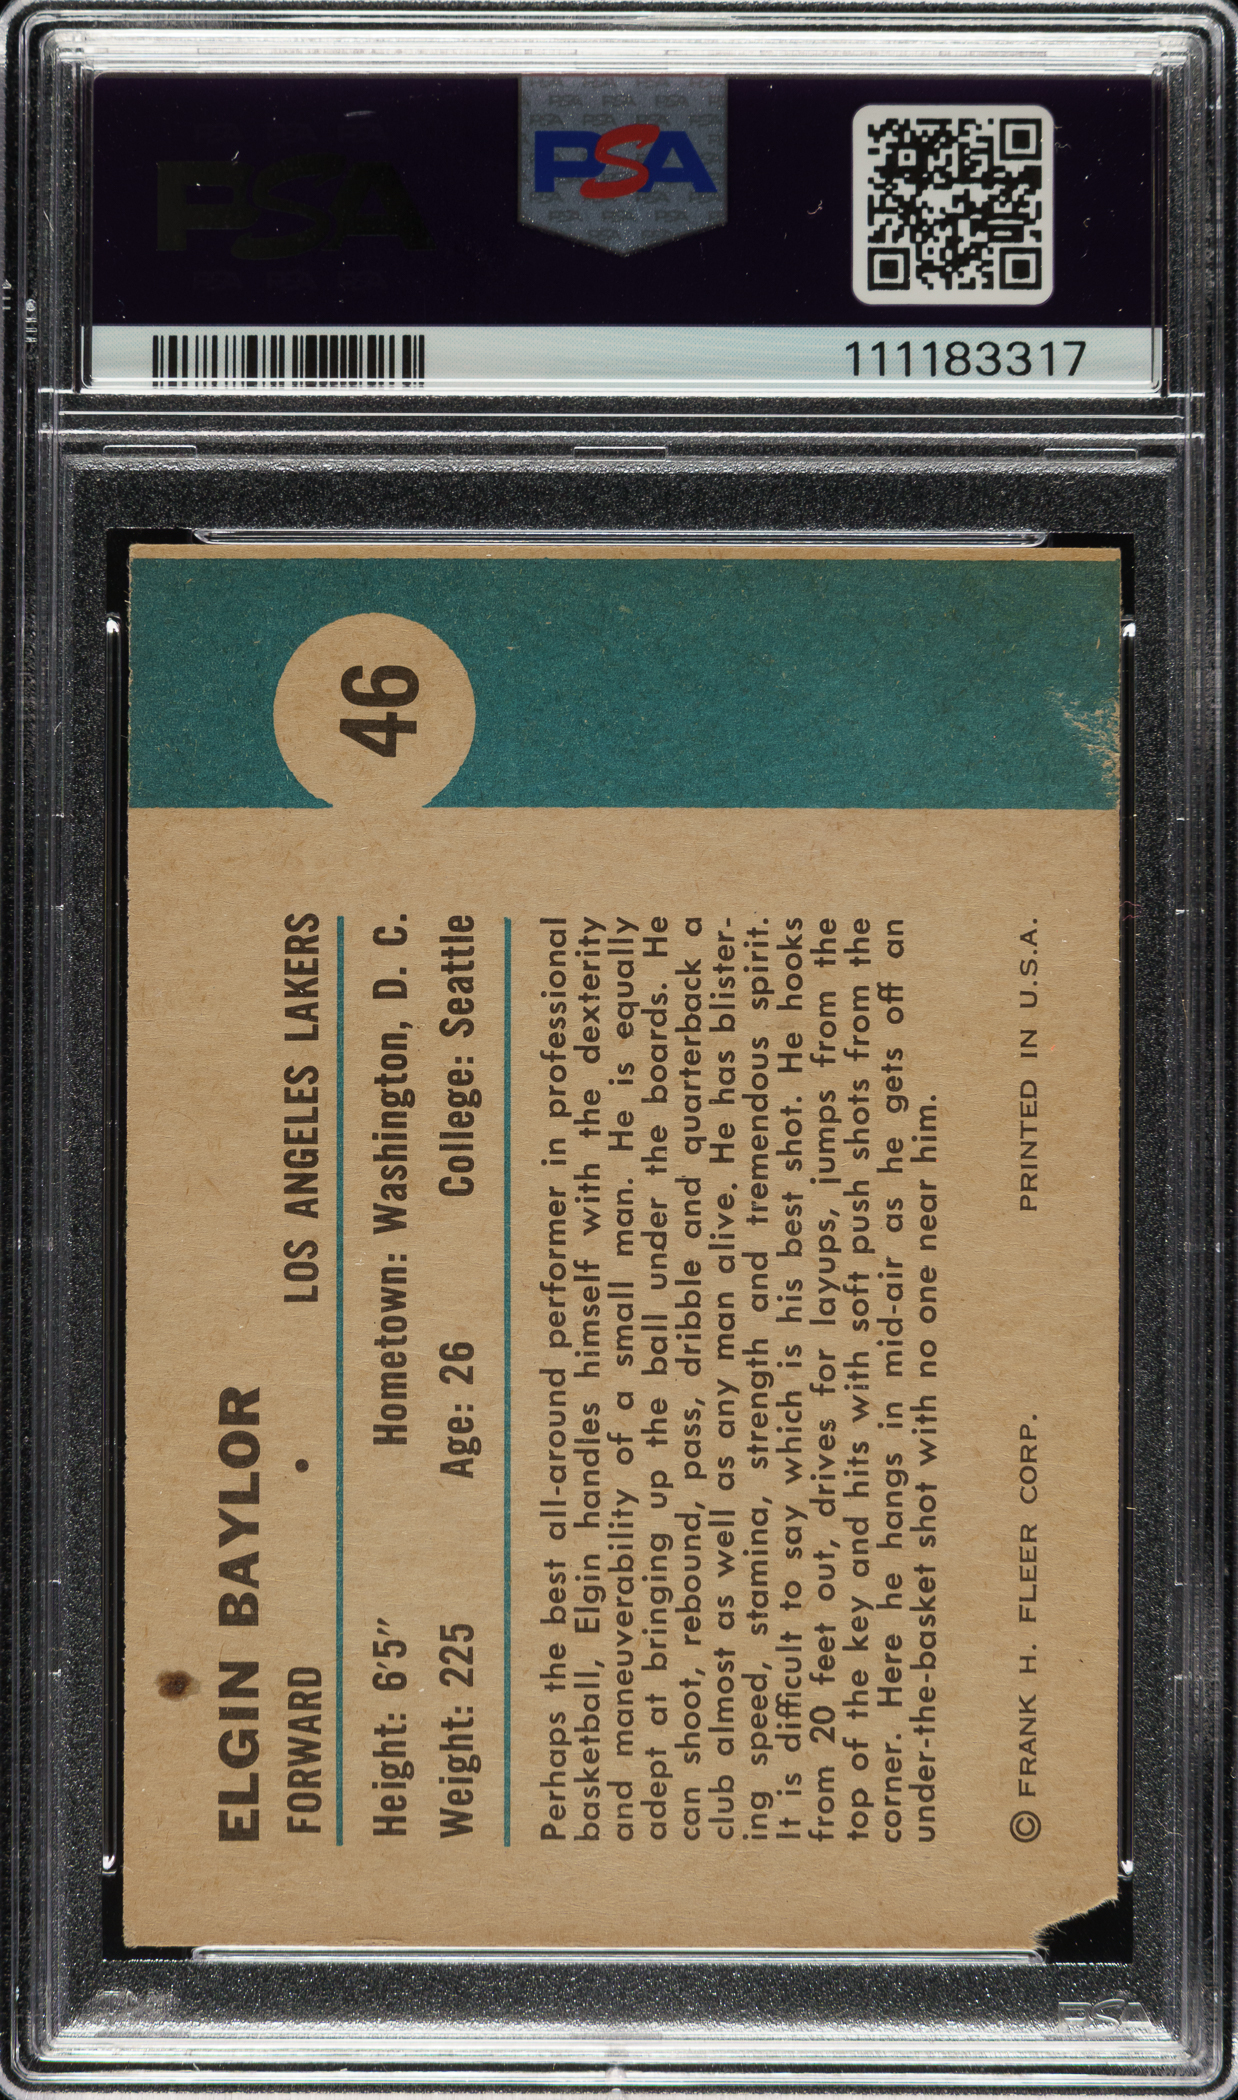 PSA
PSA
111183317
46
ELGIN BAYLOR
FORWARD • LOS ANGELES LAKERS
Height: 6'5" Hometown: Washington, D. C.
Weight: 225 Age: 26 College: Seattle
Perhaps the best all-around performer in professional
basketball, Elgin handles himself with the dexterity
and maneuverability of a small man. He is equally
adept at bringing up the ball under the boards. He
can shoot, rebound, pass, dribble and quarterback a
club almost as well as any man alive. He has blister-
ing speed, stamina, strength and tremendous spirit.
It is difficult to say which is his best shot. He hooks
from 20 feet out, drives for layups, jumps from the
top of the key and hits with soft push shots from the
corner. Here he hangs in mid-air as he gets off an
under-the-basket shot with no one near him.
© FRANK H. FLEER CORP. PRINTED IN U.S.A.
PSA